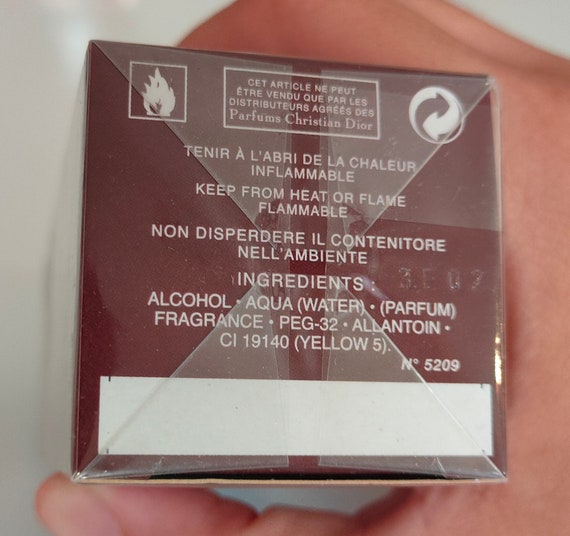 CET ARTICLE NE PEUT
ÊTRE VENDU QUE PAR LES
DISTRIBUTEURS AGRÉÉS DES
Parfums Christian Dior
TENIR À L'ABRI DE LA CHALEUR
INFLAMMABLE
KEEP FROM HEAT OR FLAME
FLAMMABLE
NON DISPERDERE IL CONTENITORE
NELL'AMBIENTE
INGREDIENTS :
ALCOHOL • AQUA (WATER) • (PARFUM)
FRAGRANCE • PEG-32 • ALLANTOIN •
CI 19140 (YELLOW 5).
N° 5209